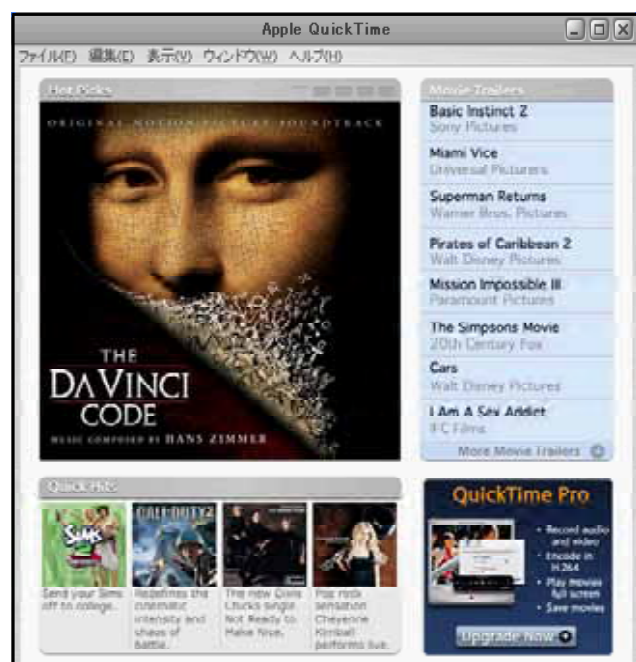 Apple QuickTime
ファイル(F) 編集(E) 表示(V) ウィンドウ(W) ヘルプ(H)
Hot Picks
ORIGINAL MOTION PICTURE SOUNDTRACK
THE
DA VINCI
CODE
MUSIC COMPOSED BY HANS ZIMMER
Movie Trailers
Basic Instinct 2
Sony Pictures
Miami Vice
Universal Pictures
Superman Returns
Warner Bros. Pictures
Pirates of Caribbean 2
Walt Disney Pictures
Mission Impossible III
Paramount Pictures
The Simpsons Movie
20th Century Fox
Cars
Walt Disney Pictures
I Am A Sex Addict
IFC Films
More Movie Trailers
Quick Hits
Sims
2
Send your Sims
off to college.
CALL OF DUTY 2
Redefines the
cinematic
intensity and
chaos of
battle.
The new Dixie
Chicks single
Not Ready to
Make Nice.
Pop rock
sensation
Cheyenne
Kimball
performs live.
QuickTime Pro
• Record audio
and video
• Encode in
H.264
• Play movies
full screen
• Save movies
Upgrade Now